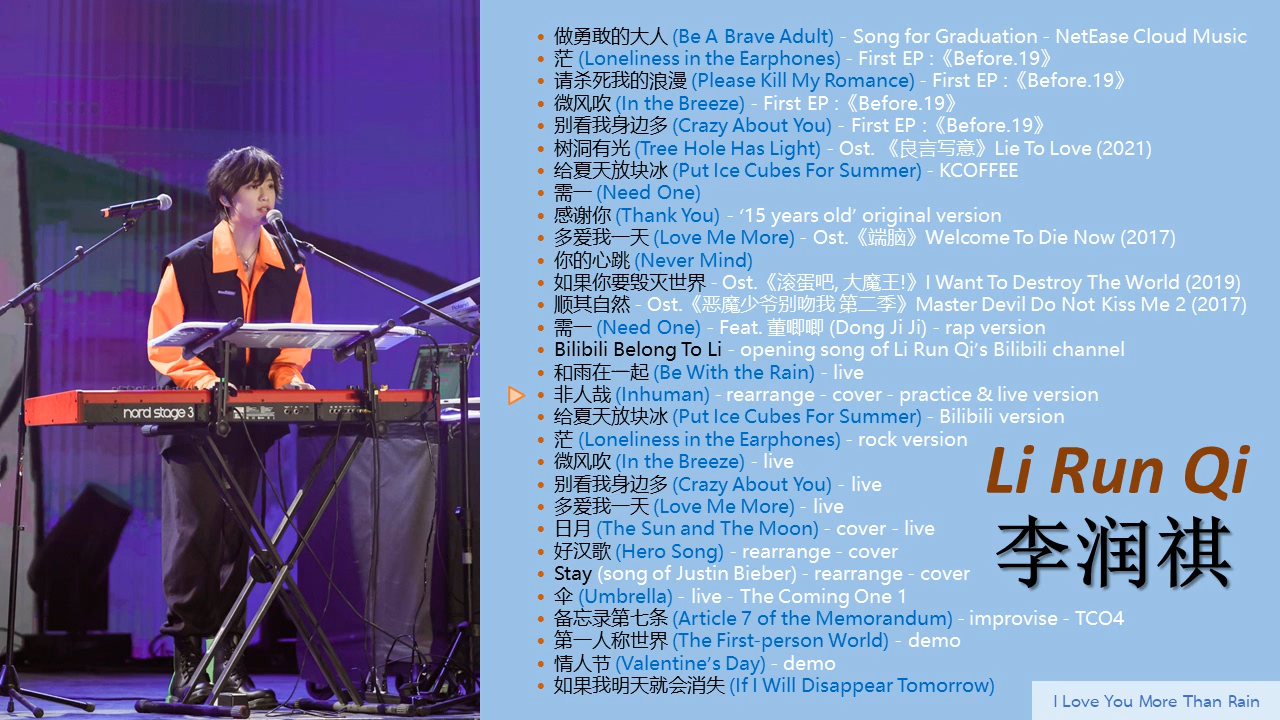 做勇敢的大人 (Be A Brave Adult) - Song for Graduation - NetEase Cloud Music
茫 (Loneliness in the Earphones) - First EP :《Before.19》
请杀死我的浪漫 (Please Kill My Romance) - First EP :《Before.19》
微风吹 (In the Breeze) - First EP :《Before.19》
别看我身边多 (Crazy About You) - First EP :《Before.19》
树洞有光 (Tree Hole Has Light) - Ost. 《良言写意》Lie To Love (2021)
给夏天放块冰 (Put Ice Cubes For Summer) - KCOFFEE
需一 (Need One)
感谢你 (Thank You) - ‘15 years old’ original version
多爱我一天 (Love Me More) - Ost.《端脑》Welcome To Die Now (2017)
你的心跳 (Never Mind)
如果你要毁灭世界 - Ost.《滚蛋吧, 大魔王!》I Want To Destroy The World (2019)
顺其自然 - Ost.《恶魔少爷别吻我 第二季》Master Devil Do Not Kiss Me 2 (2017)
需一 (Need One) - Feat. 董唧唧 (Dong Ji Ji) - rap version
Bilibili Belong To Li - opening song of Li Run Qi’s Bilibili channel
和雨在一起 (Be With the Rain) - live
非人哉 (Inhuman) - rearrange - cover - practice & live version
给夏天放块冰 (Put Ice Cubes For Summer) - Bilibili version
茫 (Loneliness in the Earphones) - rock version
微风吹 (In the Breeze) - live
别看我身边多 (Crazy About You) - live
多爱我一天 (Love Me More) - live
日月 (The Sun and The Moon) - cover - live
好汉歌 (Hero Song) - rearrange - cover
Stay (song of Justin Bieber) - rearrange - cover
伞 (Umbrella) - live - The Coming One 1
备忘录第七条 (Article 7 of the Memorandum) - improvise - TCO4
第一人称世界 (The First-person World) - demo
情人节 (Valentine’s Day) - demo
如果我明天就会消失 (If I Will Disappear Tomorrow)
Li Run Qi
李润祺
I Love You More Than Rain
nord stage 3